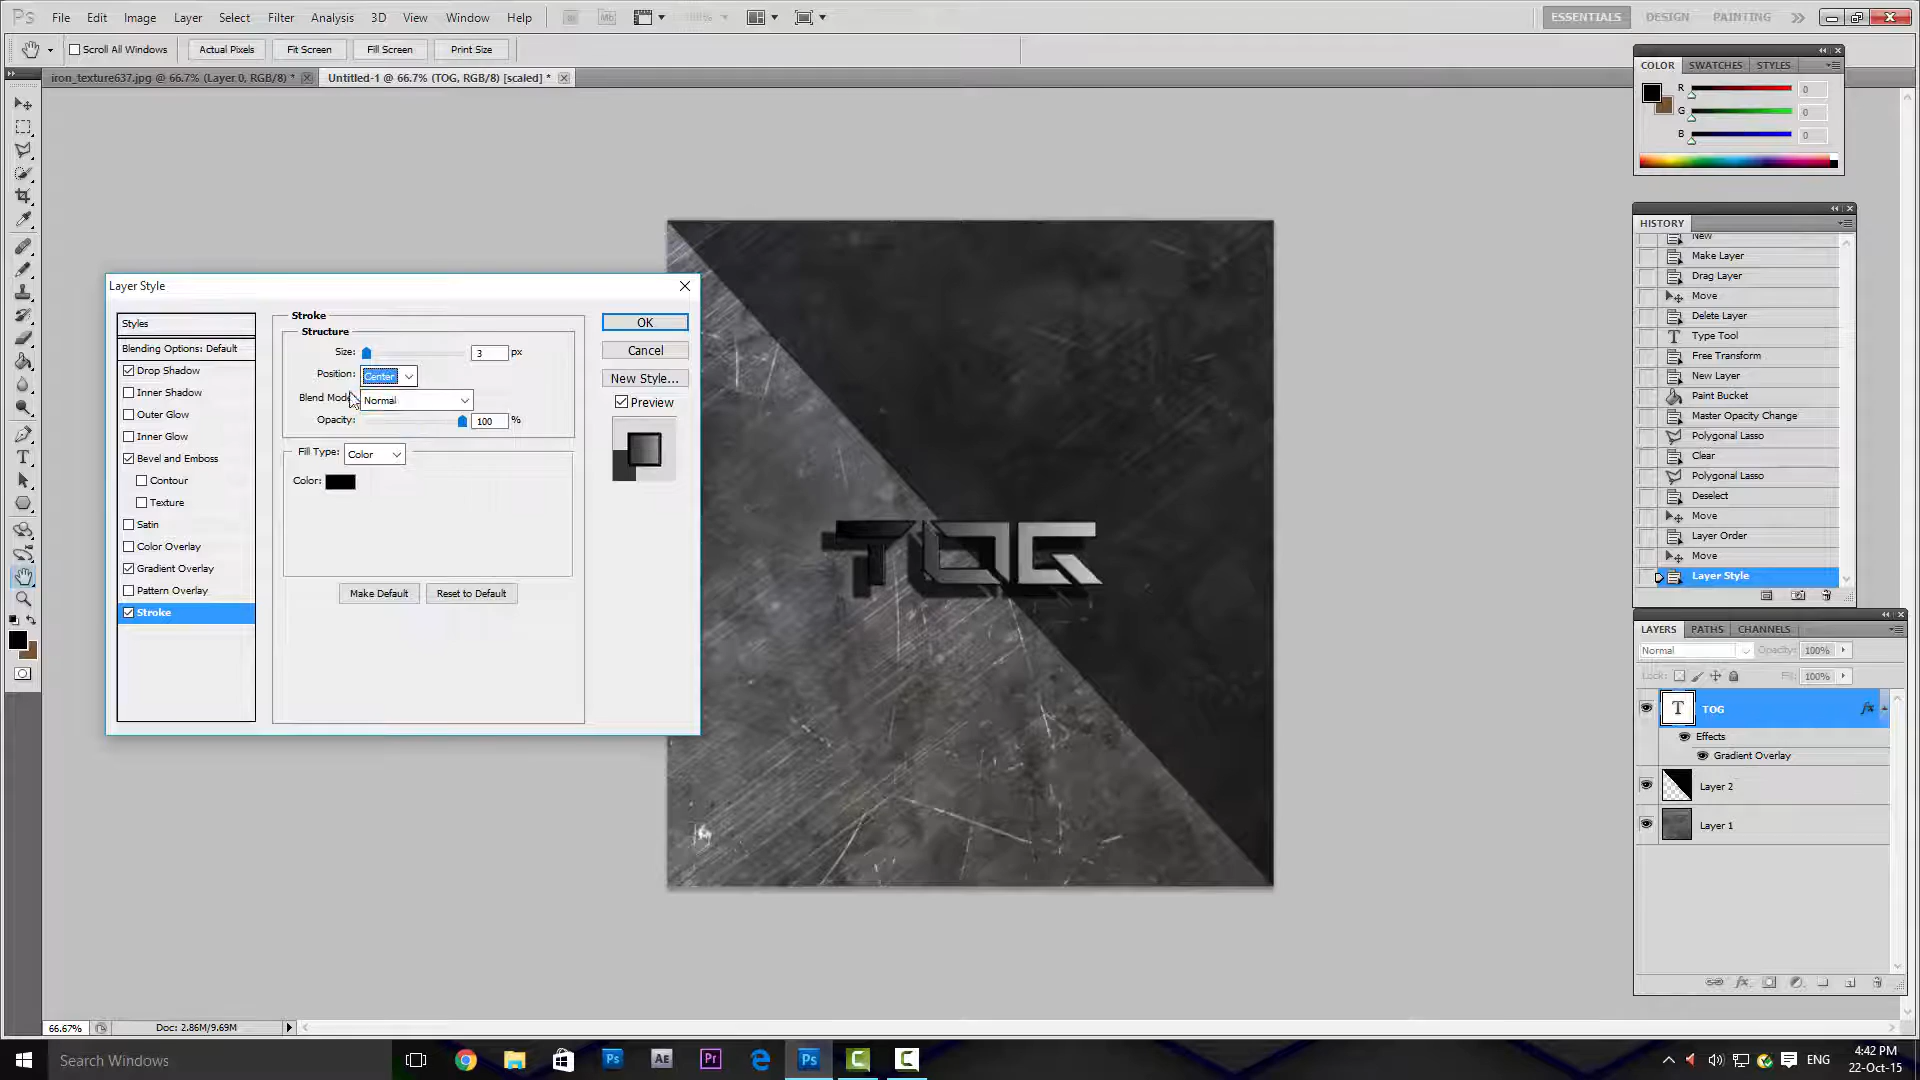 Ps File Edit Image Layer Select Filter Analysis 3D View Window Help
ESSENTIALS DESIGN PAINTING
Scroll All Windows Actual Pixels Fit Screen Fill Screen Print Size
iron_texture637.jpg @ 66.7% (Layer 0, RGB/8) * Untitled-1 @ 66.7% (TOG, RGB/8) [scaled] *
COLOR SWATCHES STYLES
R 0
G 0
B 0
HISTORY
New
Make Layer
Drag Layer
Move
Delete Layer
Type Tool
Free Transform
New Layer
Paint Bucket
Master Opacity Change
Polygonal Lasso
Clear
Polygonal Lasso
Deselect
Move
Layer Order
Move
Layer Style
LAYERS PATHS CHANNELS
Normal Opacity: 100%
Lock: Fill: 100%
T TOG fx
Effects
Gradient Overlay
Layer 2
Layer 1
Layer Style
Styles
Blending Options: Default
Drop Shadow
Inner Shadow
Outer Glow
Inner Glow
Bevel and Emboss
Contour
Texture
Satin
Color Overlay
Gradient Overlay
Pattern Overlay
Stroke
Stroke
Structure
Size: 3 px
Position: Center
Blend Mode Normal
Opacity: 100 %
Fill Type: Color
Color:
Make Default Reset to Default
OK
Cancel
New Style...
Preview
TOG
66.67% Doc: 2.86M/9.69M
Search Windows
Ps AE Pr Ps C C
ENG
4:42 PM
22-Oct-15